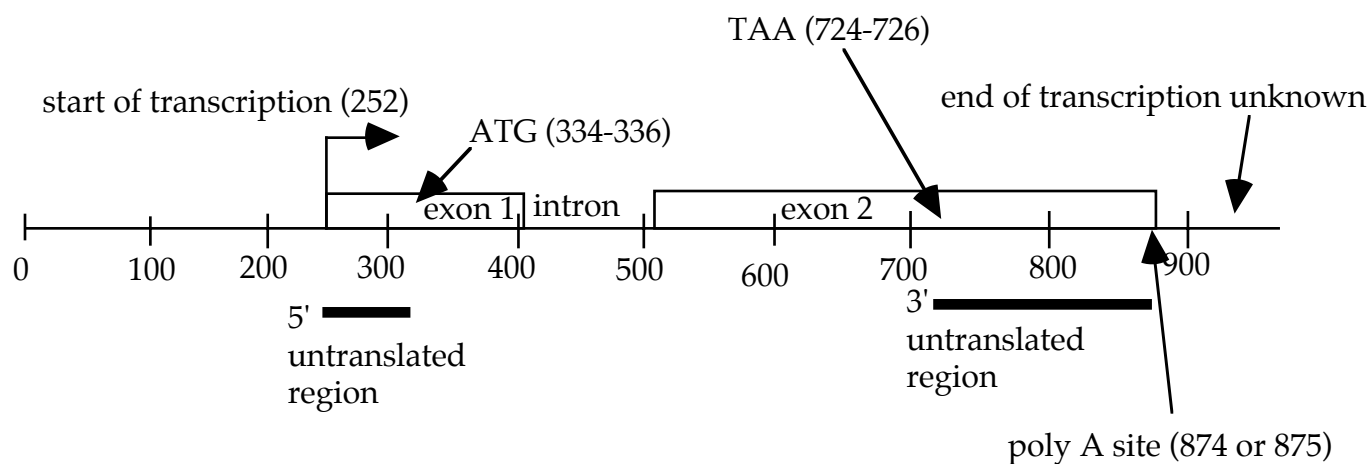 TAA (724-726)
start of transcription (252)
end of transcription unknown
ATG (334-336)
exon 1
intron
exon 2
0
100
200
300
400
500
600
700
800
900
5'
untranslated
region
3'
untranslated
region
poly A site (874 or 875)